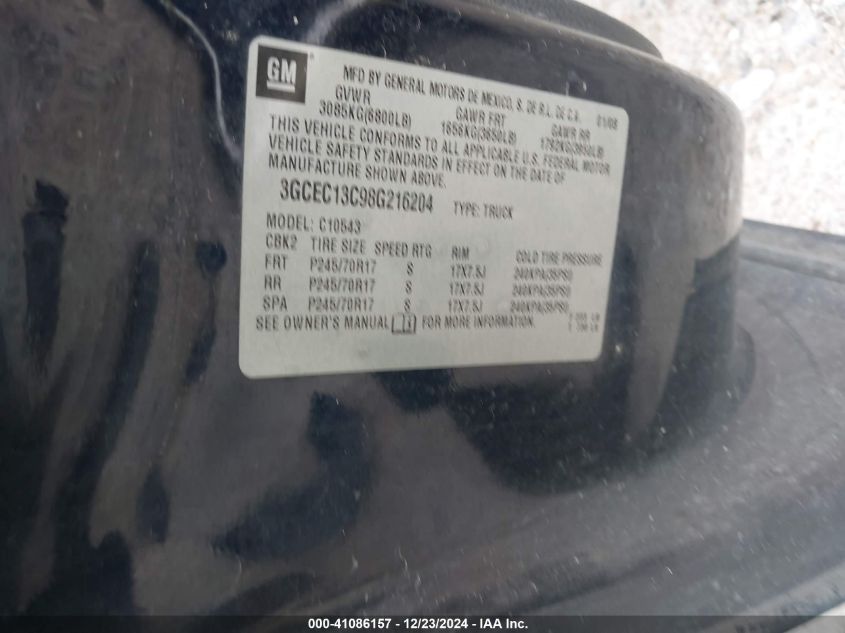 GM
MFD BY GENERAL MOTORS DE MEXICO, S. DE R.L. DE C.V. 01/08
GVWR GAWR FRT GAWR RR
3085KG(6800LB) 1656KG(3650LB) 1792KG(3950LB)
THIS VEHICLE CONFORMS TO ALL APPLICABLE U.S. FEDERAL MOTOR
VEHICLE SAFETY STANDARDS IN EFFECT ON THE DATE OF
MANUFACTURE SHOWN ABOVE.
3GCEC13C98G216204 TYPE: TRUCK
MODEL: C10543
CBK2 TIRE SIZE SPEED RTG RIM COLD TIRE PRESSURE
FRT P245/70R17 S 17X7.5J 240KPA(35PSI)
RR P245/70R17 S 17X7.5J 240KPA(35PSI)
SPA P245/70R17 S 17X7.5J 240KPA(35PSI)
SEE OWNER'S MANUAL FOR MORE INFORMATION.
000-41086157 - 12/23/2024 - IAA Inc.